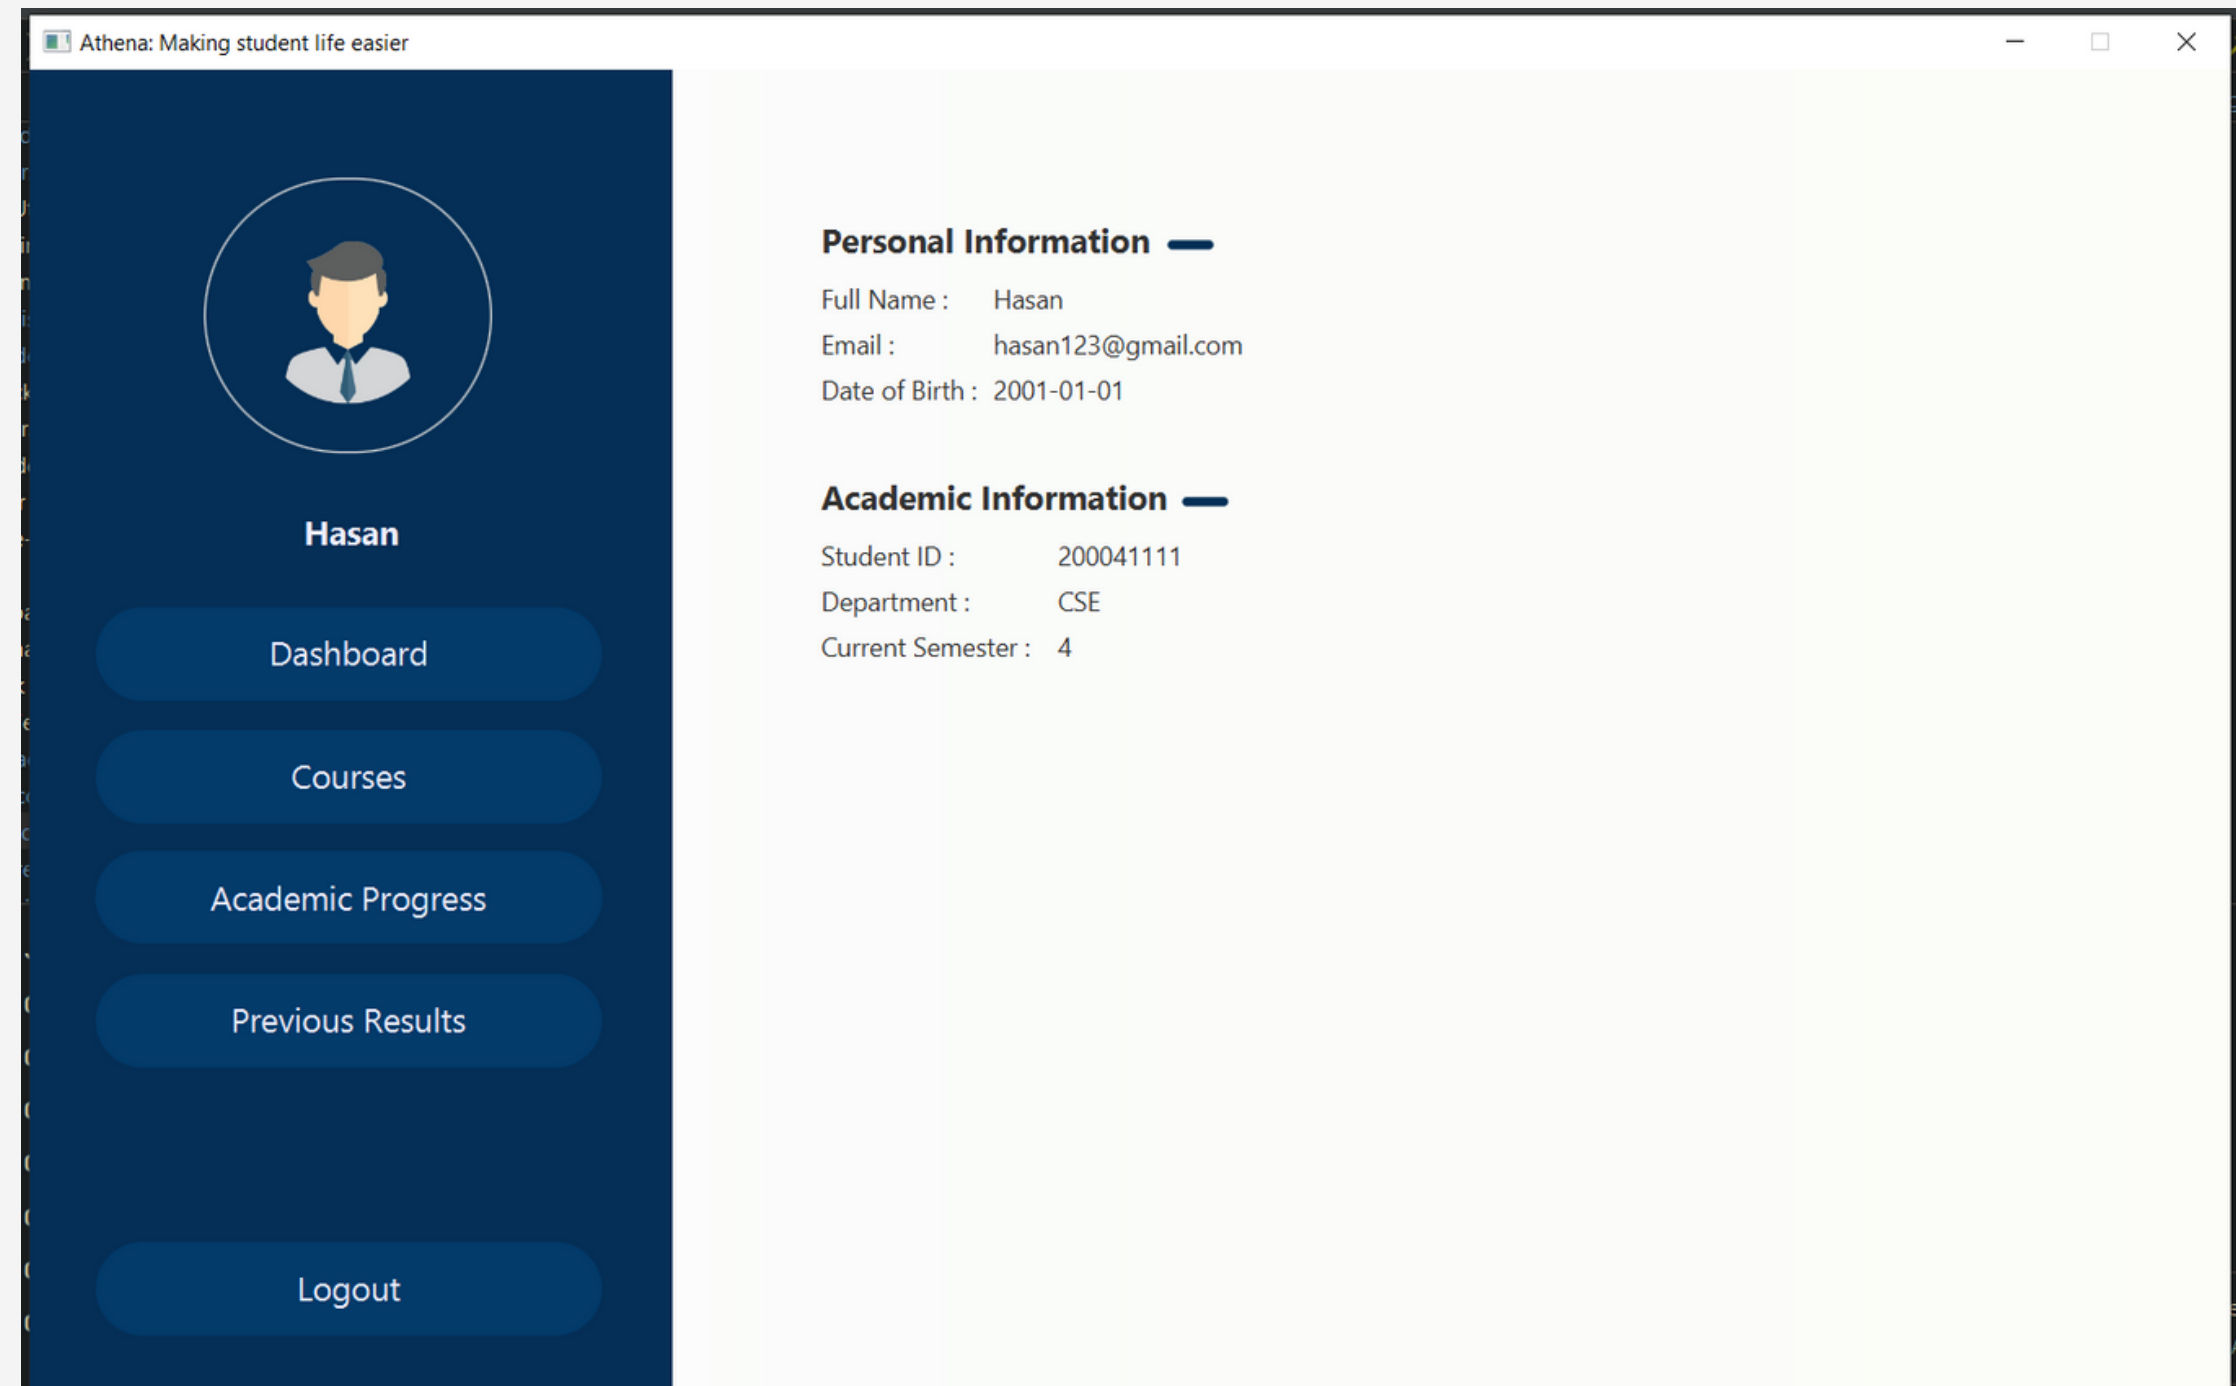 Athena: Making student life easier
Hasan
Dashboard
Courses
Academic Progress
Previous Results
Logout
Personal Information
Full Name : Hasan
Email : hasan123@gmail.com
Date of Birth : 2001-01-01
Academic Information
Student ID : 200041111
Department : CSE
Current Semester : 4